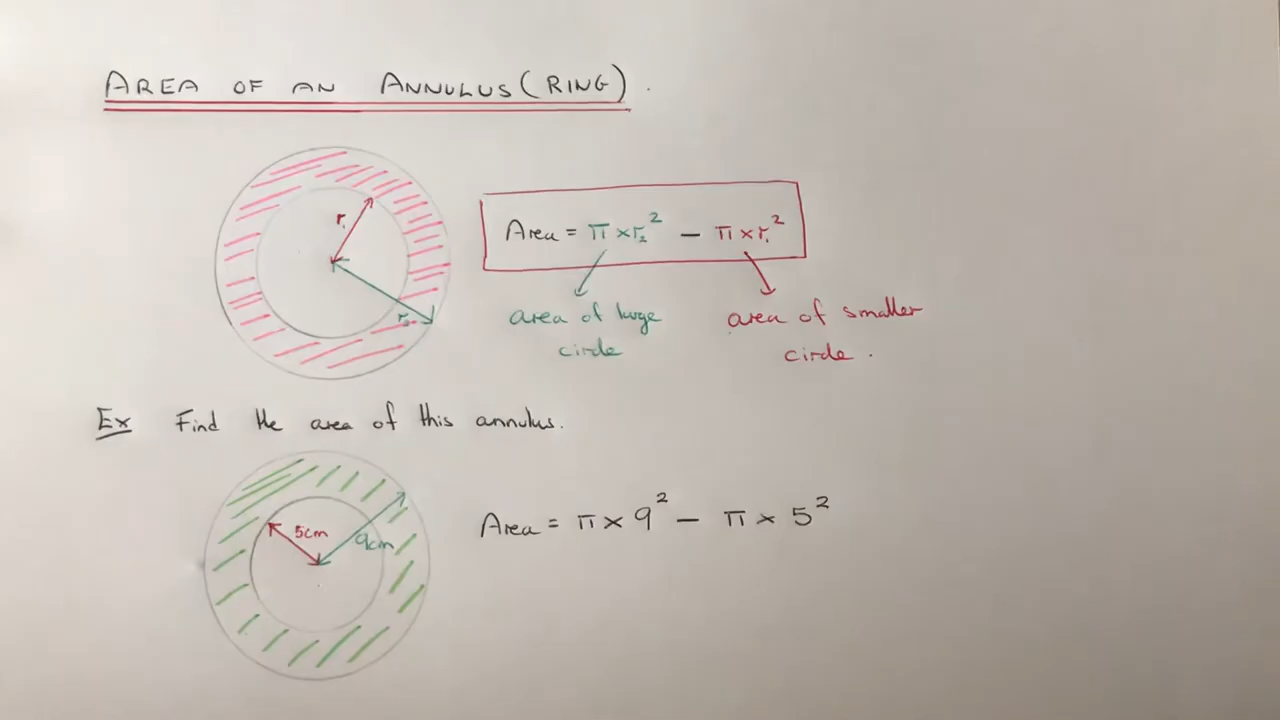 AREA OF AN ANNULUS (RING).
r₁
r₂
Area = π × r₂² − π × r₁²
area of large circle
area of smaller circle.
Ex Find the area of this annulus.
5cm
9cm
Area = π × 9² − π × 5²